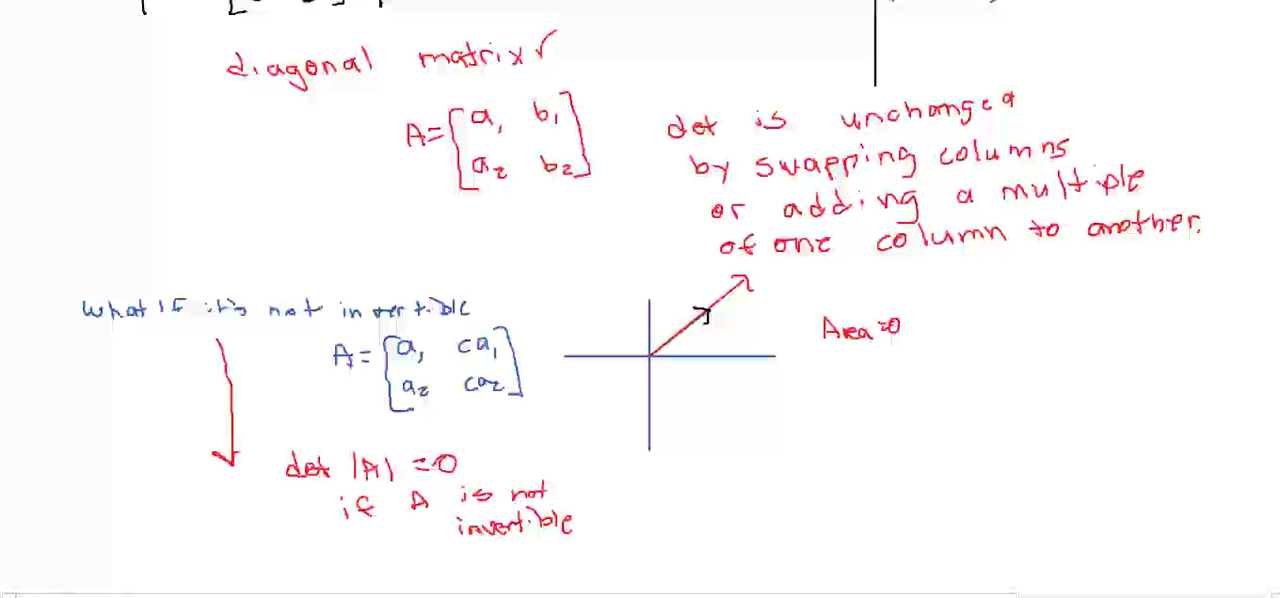 diagonal matrix √
A = [a₁ b₁
a₂ b₂]
det is unchanged
by swapping columns
or adding a multiple
of one column to another.
What if it's not invertible
A = [a₁ ca₁
a₂ ca₂]
Area = 0
det |A| = 0
if A is not
invertible